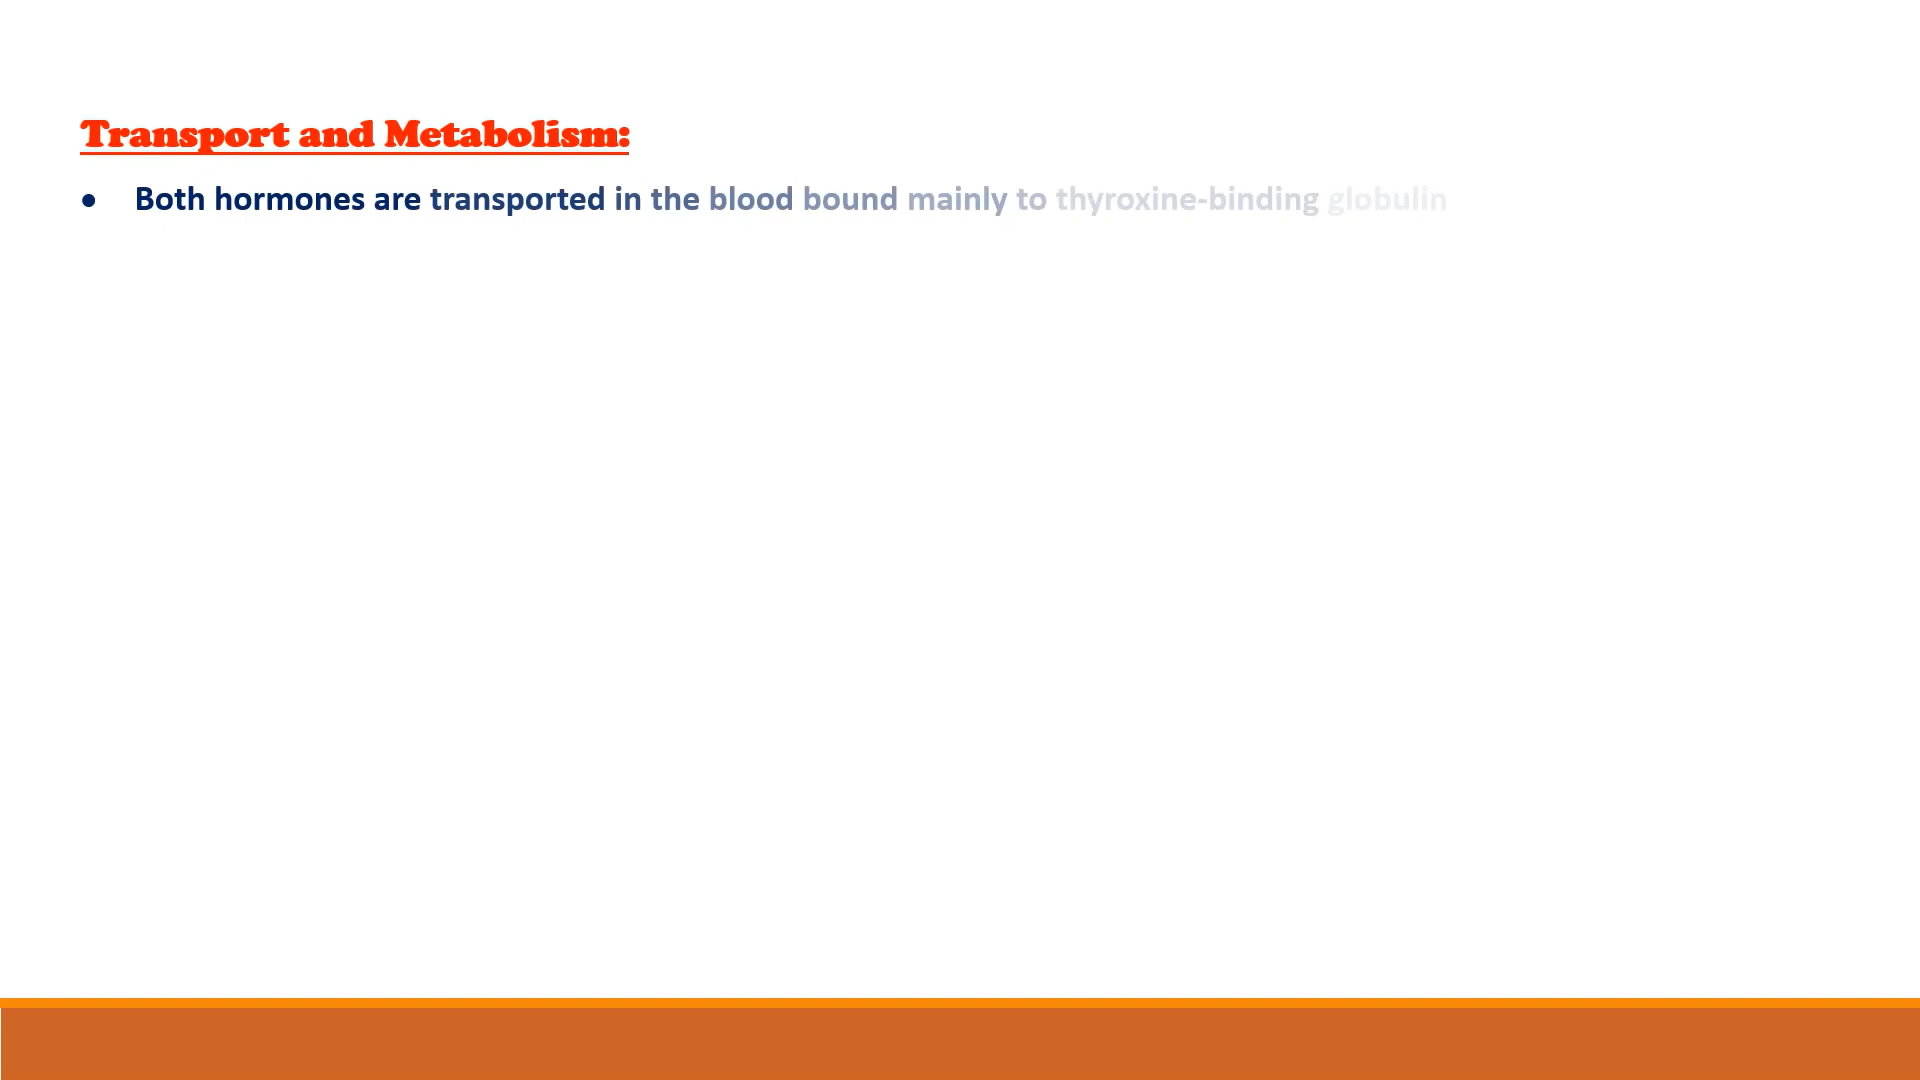 Transport and Metabolism:
• Both hormones are transported in the blood bound mainly to thyroxine-binding globulin